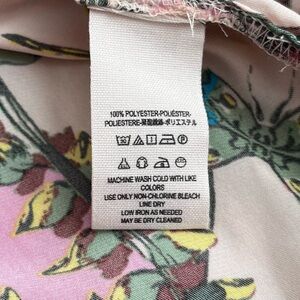 100% POLYESTER-POLIÉSTER-
POLIESTERE-聚酯纖維-ポリエステル
MACHINE WASH COLD WITH LIKE
COLORS
USE ONLY NON-CHLORINE BLEACH
LINE DRY
LOW IRON AS NEEDED
MAY BE DRY CLEANED